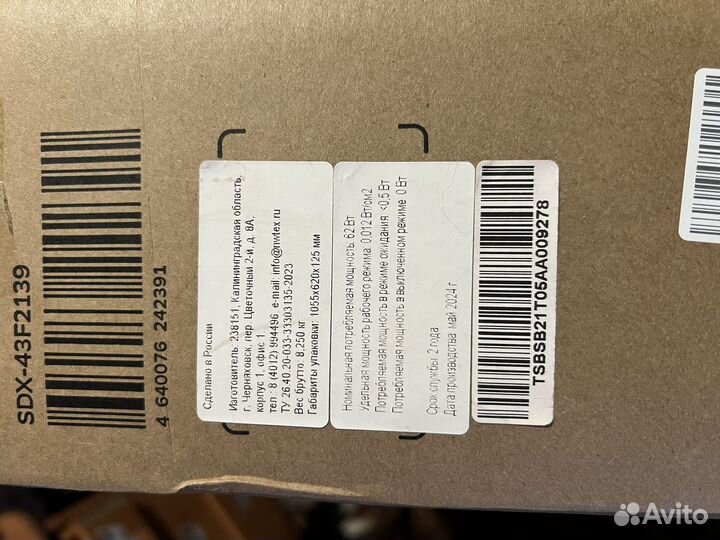 SDX-43F2139
4 640076 242391
Сделано в России
Изготовитель: 238151, Калининградская область,
г. Черняховск, пер. Цветочный 2-й, д. 8А,
корпус 1, офис 1.
тел.: 8 (4012) 994496, e-mail: info@nwtex.ru
ТУ 26.40.20-033-33303135-2023
Вес брутто: 8,250 кг
Габариты упаковки: 1055х620х125 мм
Номинальная потребляемая мощность: 62 Вт
Удельная мощность рабочего режима: 0,012 Вт/см2
Потребляемая мощность в режиме ожидания: <0,5 Вт
Потребляемая мощность в выключенном режиме: 0 Вт
Срок службы: 2 года
Дата производства: май 2024 г.
TSBSB21T05AA009278
Avito